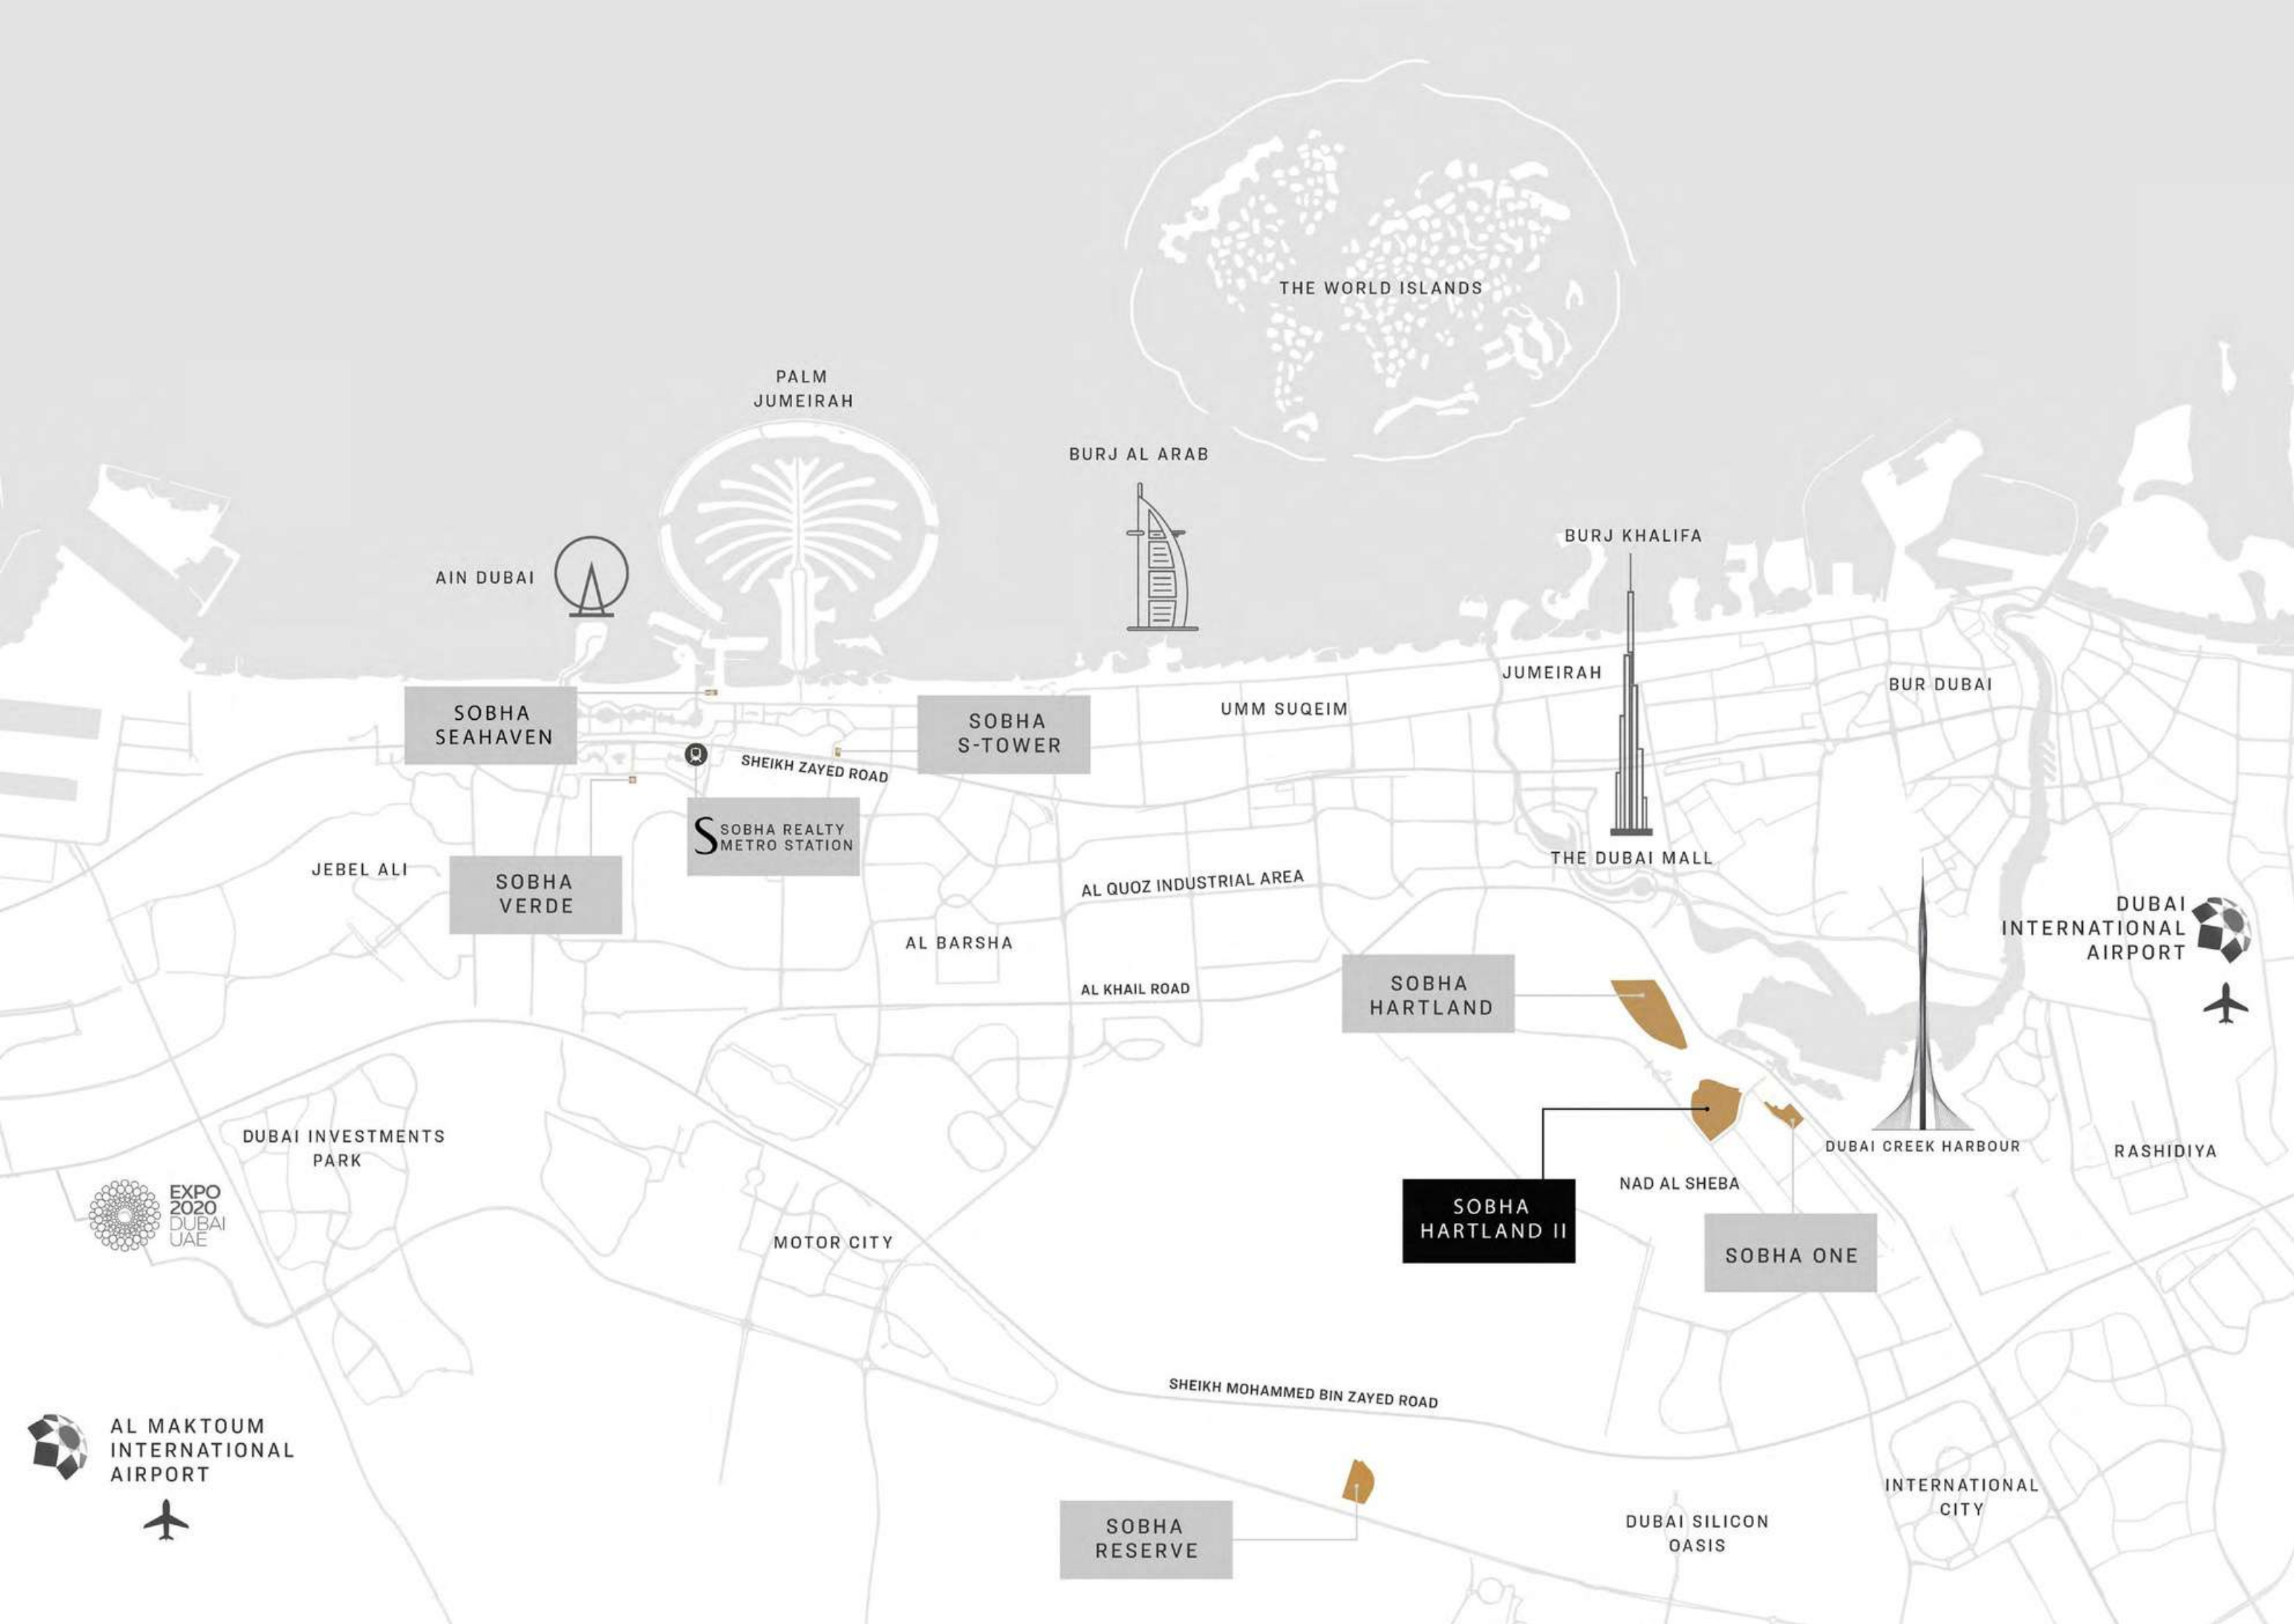 THE WORLD ISLANDS
PALM
JUMEIRAH
BURJ AL ARAB
BURJ KHALIFA
AIN DUBAI
JUMEIRAH
BUR DUBAI
UMM SUQEIM
SOBHA
SEAHAVEN
SOBHA
S-TOWER
SHEIKH ZAYED ROAD
S SOBHA REALTY
METRO STATION
JEBEL ALI
SOBHA
VERDE
THE DUBAI MALL
AL QUOZ INDUSTRIAL AREA
DUBAI
INTERNATIONAL
AIRPORT
AL BARSHA
AL KHAIL ROAD
SOBHA
HARTLAND
DUBAI INVESTMENTS
PARK
DUBAI CREEK HARBOUR
RASHIDIYA
NAD AL SHEBA
EXPO
2020
DUBAI
UAE
SOBHA
HARTLAND II
MOTOR CITY
SOBHA ONE
SHEIKH MOHAMMED BIN ZAYED ROAD
AL MAKTOUM
INTERNATIONAL
AIRPORT
INTERNATIONAL
CITY
SOBHA
RESERVE
DUBAI SILICON
OASIS